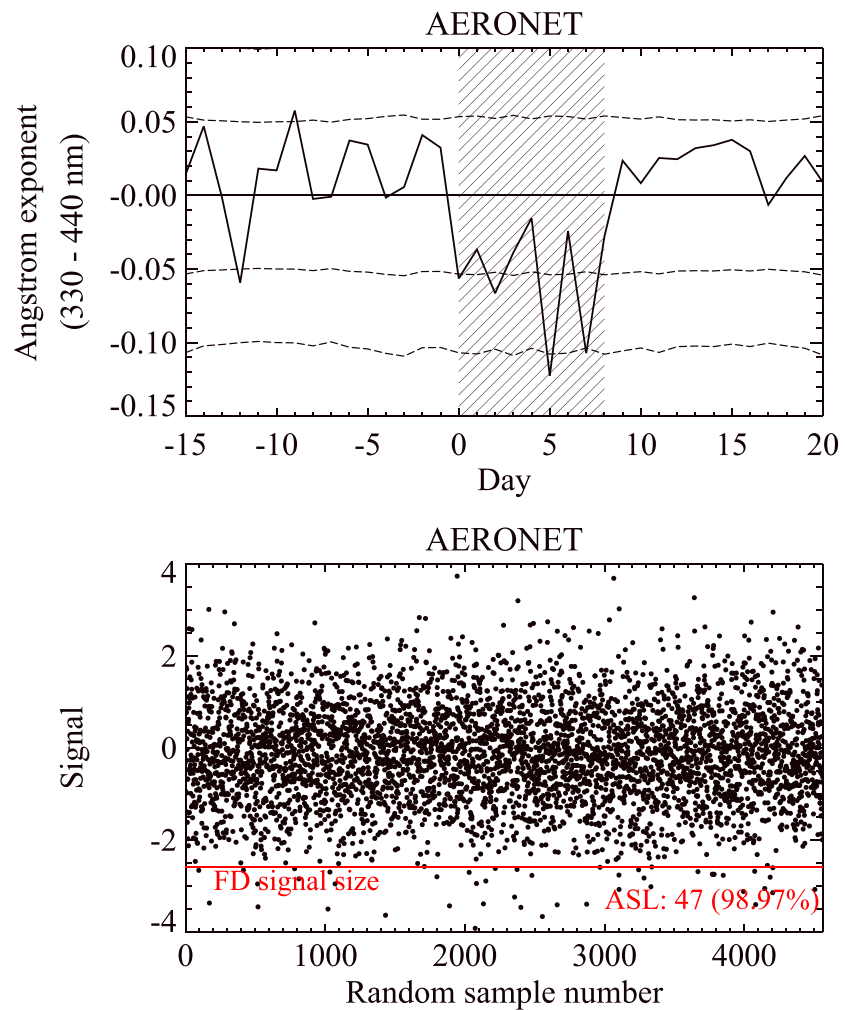 AERONET
Angstrom exponent
(330 - 440 nm)
0.10
0.05
-0.00
-0.05
-0.10
-0.15
-15 -10 -5 0 5 10 15 20
Day
AERONET
Signal
4
2
0
-2
-4
FD signal size
ASL: 47 (98.97%)
0 1000 2000 3000 4000
Random sample number